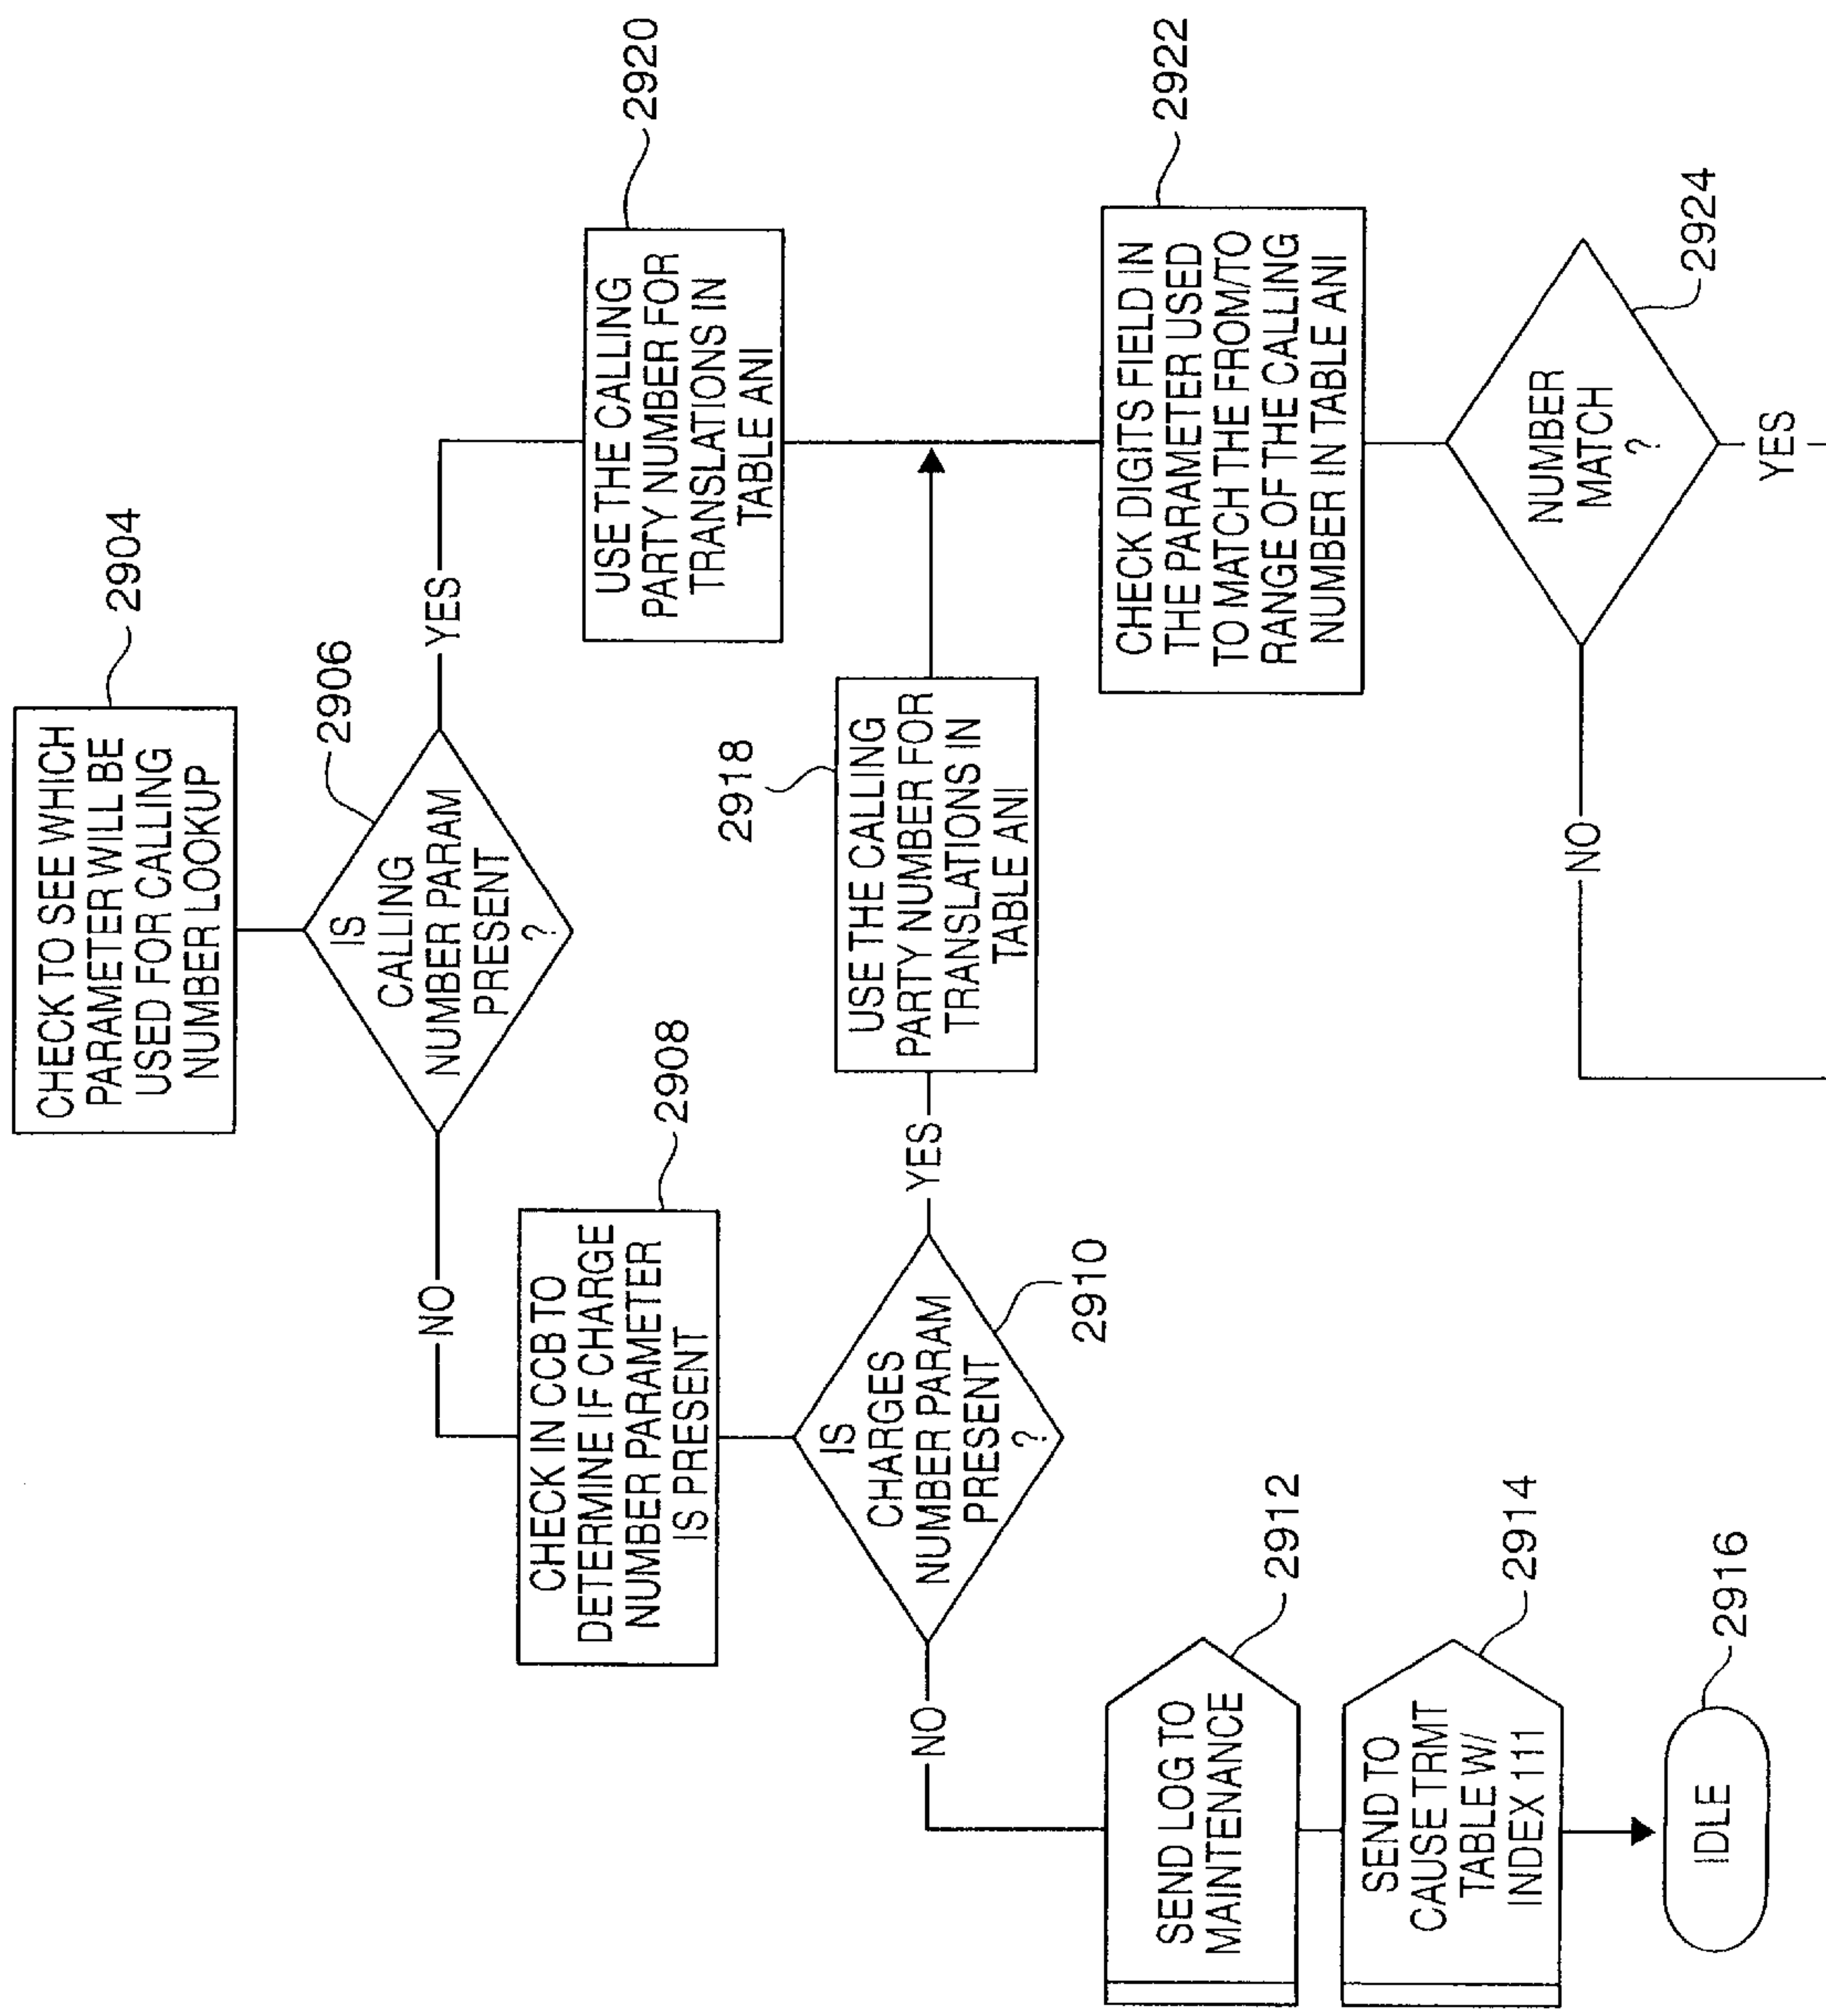 CHECK TO SEE WHICH
PARAMETER WILL BE
USED FOR CALLING
NUMBER LOOKUP
2904
IS
CALLING
NUMBER PARAM
PRESENT
?
2906
NO
YES
CHECK IN CCB TO
DETERMINE IF CHARGE
NUMBER PARAMETER
IS PRESENT
2908
USE THE CALLING
PARTY NUMBER FOR
TRANSLATIONS IN
TABLE ANI
2920
IS
CHARGES
NUMBER PARAM
PRESENT
?
2910
YES
USE THE CALLING
PARTY NUMBER FOR
TRANSLATIONS IN
TABLE ANI
2918
NO
SEND LOG TO
MAINTENANCE
2912
SEND TO
CAUSE TRMT
TABLE W/
INDEX 111
2914
IDLE
2916
CHECK DIGITS FIELD IN
THE PARAMETER USED
TO MATCH THE FROM/TO
RANGE OF THE CALLING
NUMBER IN TABLE ANI
2922
NUMBER
MATCH
?
2924
NO
YES